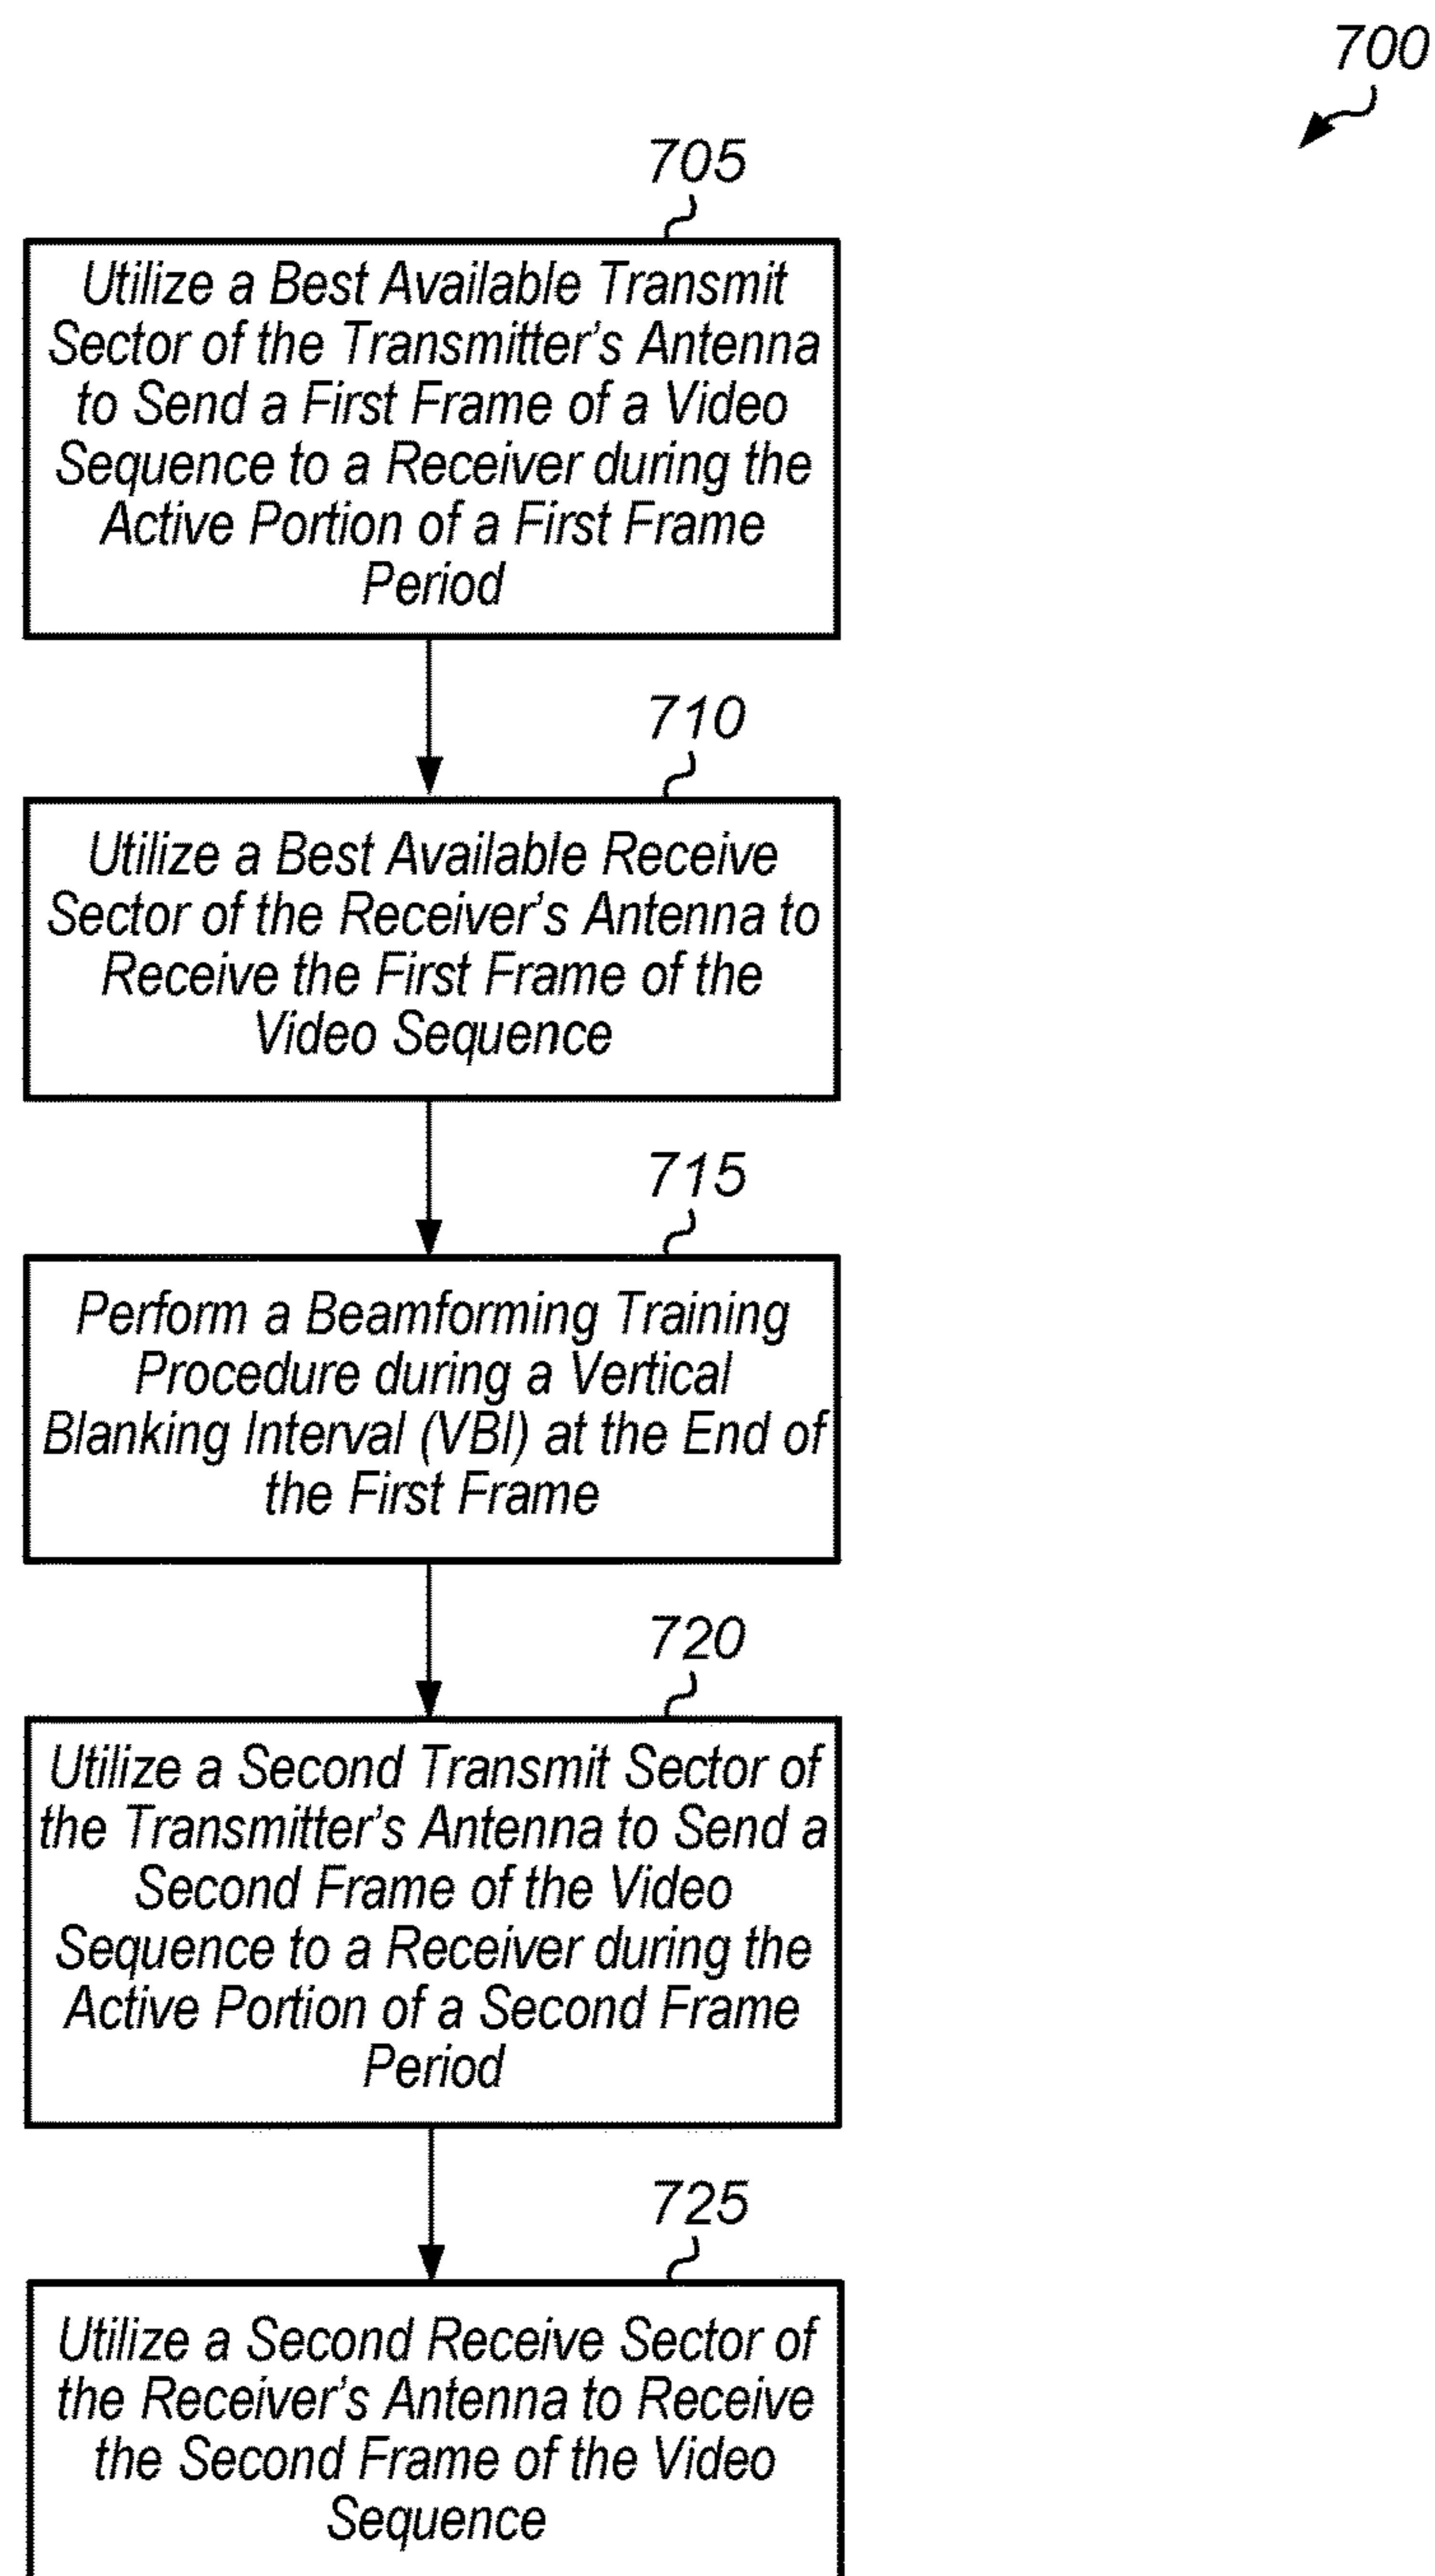 700
705
Utilize a Best Available Transmit
Sector of the Transmitter's Antenna
to Send a First Frame of a Video
Sequence to a Receiver during the
Active Portion of a First Frame
Period
710
Utilize a Best Available Receive
Sector of the Receiver's Antenna to
Receive the First Frame of the
Video Sequence
715
Perform a Beamforming Training
Procedure during a Vertical
Blanking Interval (VBI) at the End of
the First Frame
720
Utilize a Second Transmit Sector of
the Transmitter's Antenna to Send a
Second Frame of the Video
Sequence to a Receiver during the
Active Portion of a Second Frame
Period
725
Utilize a Second Receive Sector of
the Receiver's Antenna to Receive
the Second Frame of the Video
Sequence